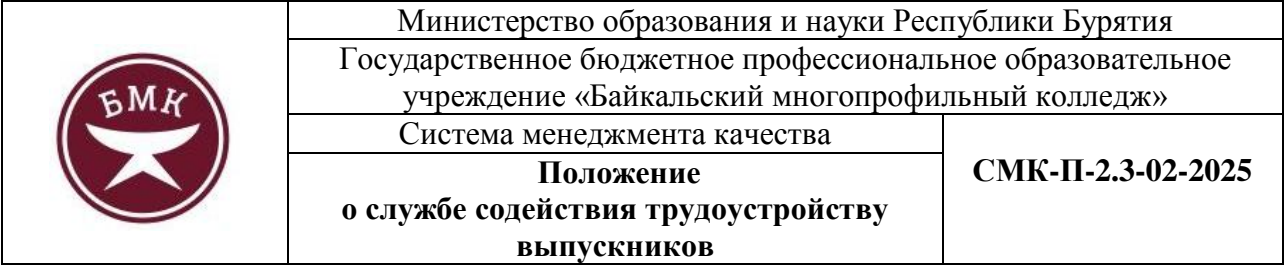 БМК
Министерство образования и науки Республики Бурятия
Государственное бюджетное профессиональное образовательное
учреждение «Байкальский многопрофильный колледж»
Система менеджмента качества
Положение
о службе содействия трудоустройству
выпускников
СМК-П-2.3-02-2025